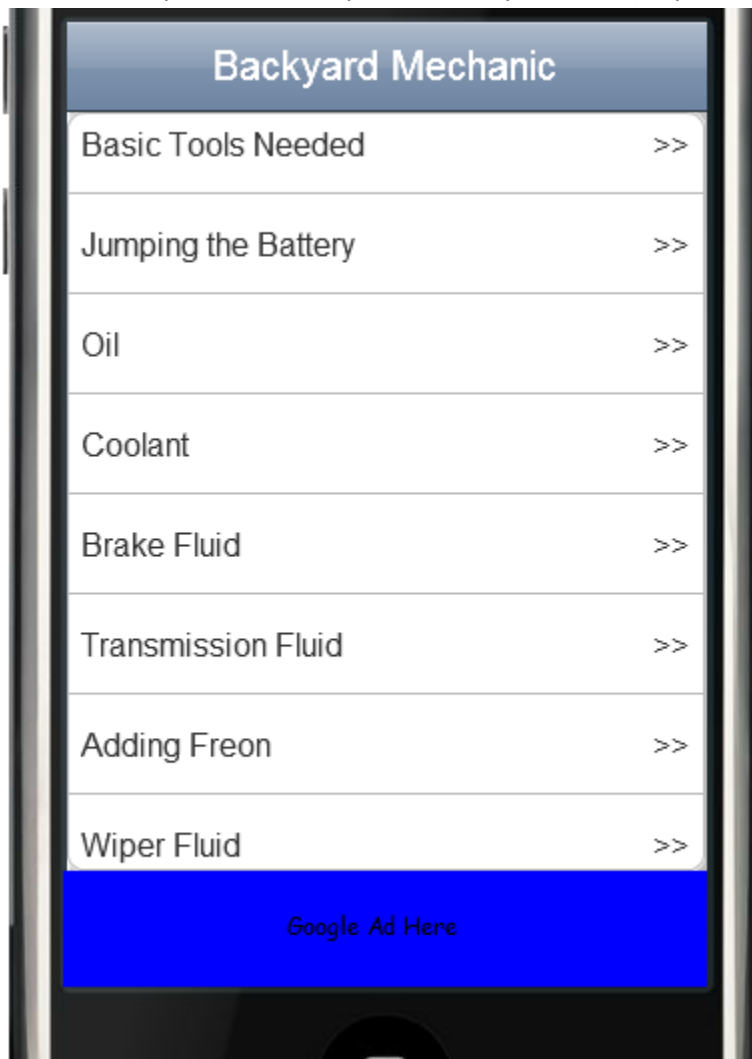 Backyard Mechanic
Basic Tools Needed >>
Jumping the Battery >>
Oil >>
Coolant >>
Brake Fluid >>
Transmission Fluid >>
Adding Freon >>
Wiper Fluid >>
Google Ad Here